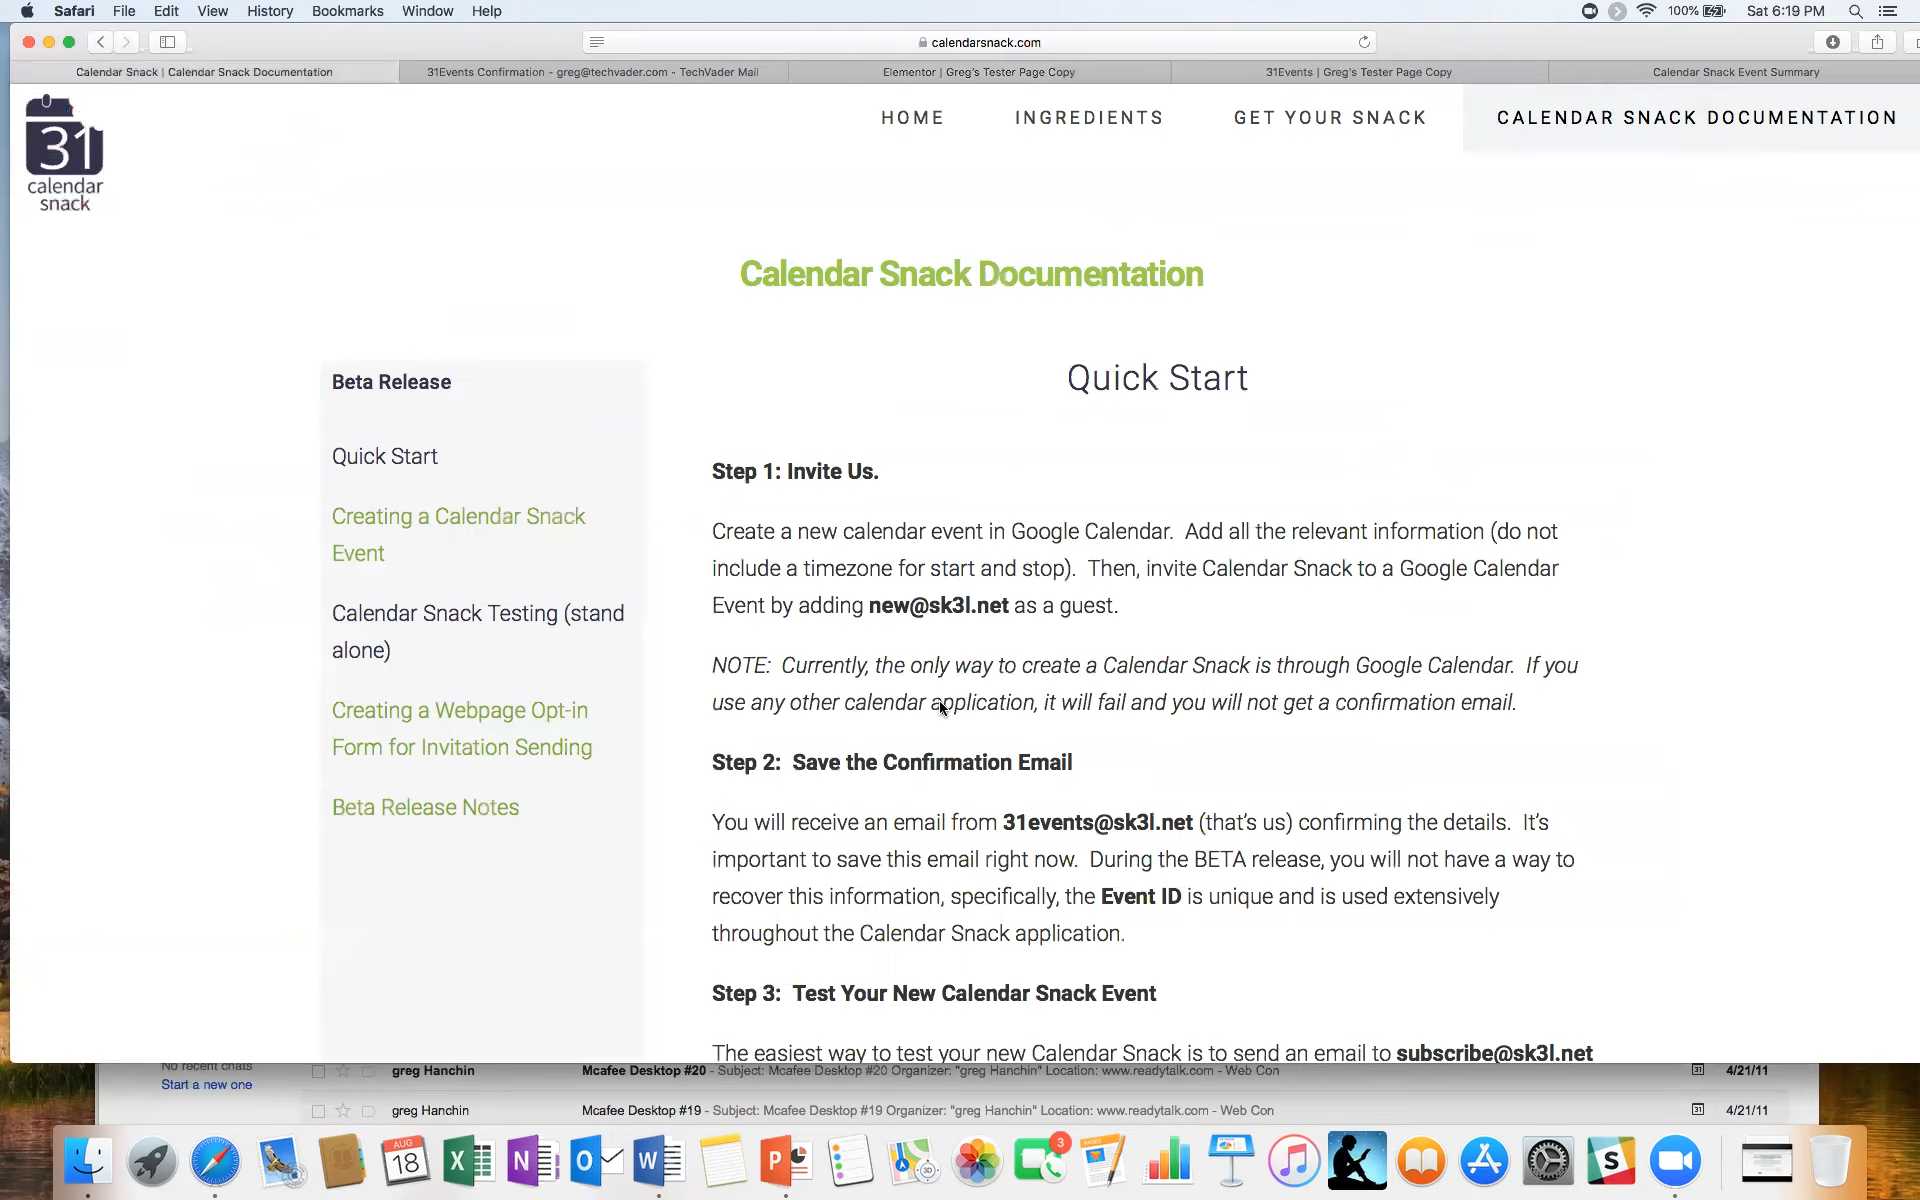 Safari File Edit View History Bookmarks Window Help 100% Sat 6:19 PM
calendarsnack.com
Calendar Snack | Calendar Snack Documentation
31Events Confirmation - greg@techvader.com - TechVader Mail
Elementor | Greg's Tester Page Copy
31Events | Greg's Tester Page Copy
Calendar Snack Event Summary
31
calendar
snack
HOME INGREDIENTS GET YOUR SNACK CALENDAR SNACK DOCUMENTATION
Calendar Snack Documentation
Beta Release
Quick Start
Creating a Calendar Snack
Event
Calendar Snack Testing (stand
alone)
Creating a Webpage Opt-in
Form for Invitation Sending
Beta Release Notes
Quick Start
Step 1: Invite Us.
Create a new calendar event in Google Calendar. Add all the relevant information (do not
include a timezone for start and stop). Then, invite Calendar Snack to a Google Calendar
Event by adding new@sk3l.net as a guest.
NOTE: Currently, the only way to create a Calendar Snack is through Google Calendar. If you
use any other calendar application, it will fail and you will not get a confirmation email.
Step 2: Save the Confirmation Email
You will receive an email from 31events@sk3l.net (that's us) confirming the details. It's
important to save this email right now. During the BETA release, you will not have a way to
recover this information, specifically, the Event ID is unique and is used extensively
throughout the Calendar Snack application.
Step 3: Test Your New Calendar Snack Event
The easiest way to test your new Calendar Snack is to send an email to subscribe@sk3l.net
No recent chats
Start a new one
greg Hanchin Mcafee Desktop #20 - Subject: Mcafee Desktop #20 Organizer: "greg Hanchin" Location: www.readytalk.com - Web Con 31 4/21/11
greg Hanchin Mcafee Desktop #19 - Subject: Mcafee Desktop #19 Organizer: "greg Hanchin" Location: www.readytalk.com - Web Con 31 4/21/11
AUG
18
X
N
O
W
P
3D
3
PAGES
S